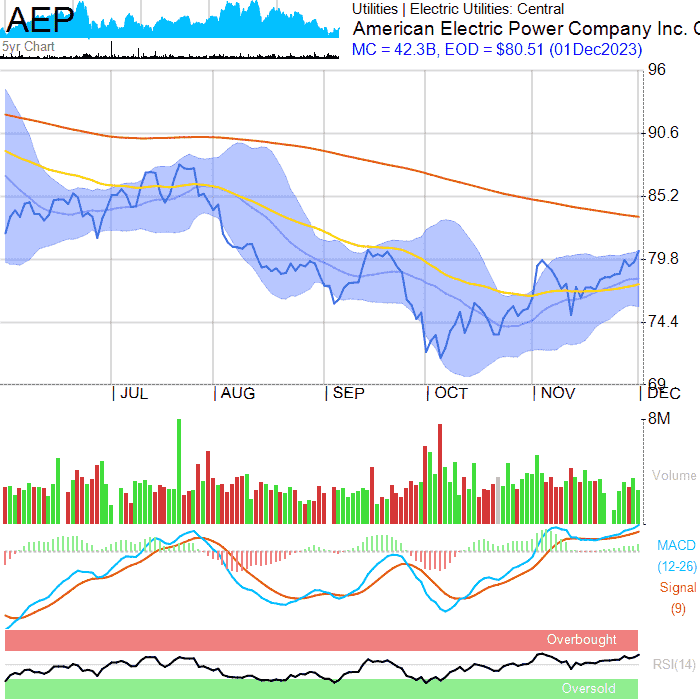 AEP
5yr Chart
Utilities | Electric Utilities: Central
American Electric Power Company Inc. C
MC = 42.3B, EOD = $80.51 (01Dec2023)
96
90.6
85.2
79.8
74.4
69
JUL
AUG
SEP
OCT
NOV
DEC
8M
Volume
MACD
(12-26)
Signal
(9)
Overbought
RSI(14)
Oversold